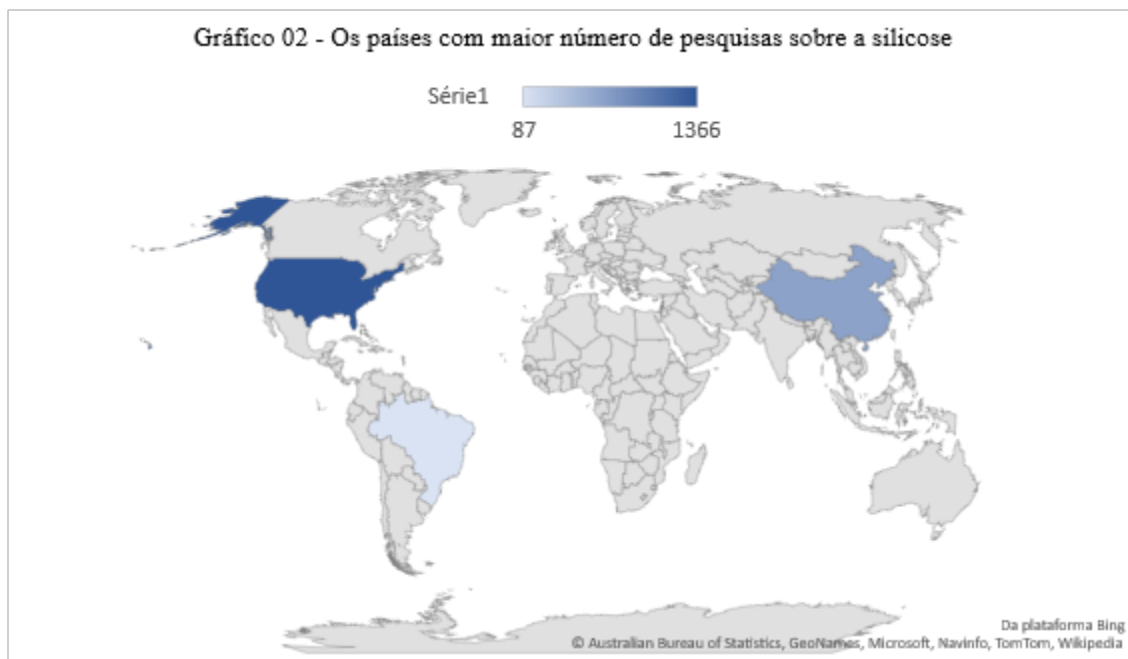 Gráfico 02 - Os países com maior número de pesquisas sobre a silicose
Série1
87 1366
Da plataforma Bing
© Australian Bureau of Statistics, GeoNames, Microsoft, Navinfo, TomTom, Wikipedia